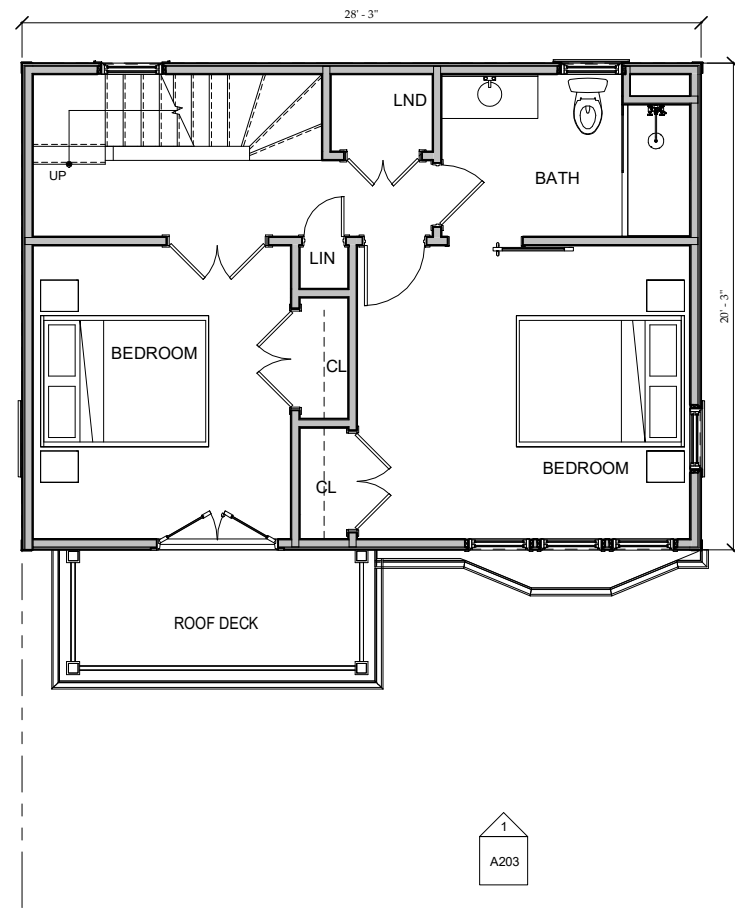 28' - 3"
LND
UP
BATH
LIN
20' - 3"
BEDROOM
CL
BEDROOM
CL
ROOF DECK
1
A203